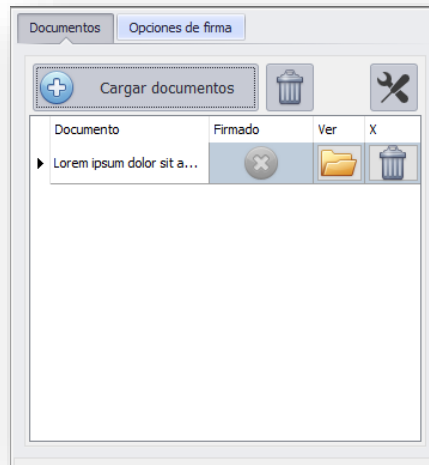 Documentos Opciones de firma
Cargar documentos
Documento Firmado Ver X
Lorem ipsum dolor sit a...